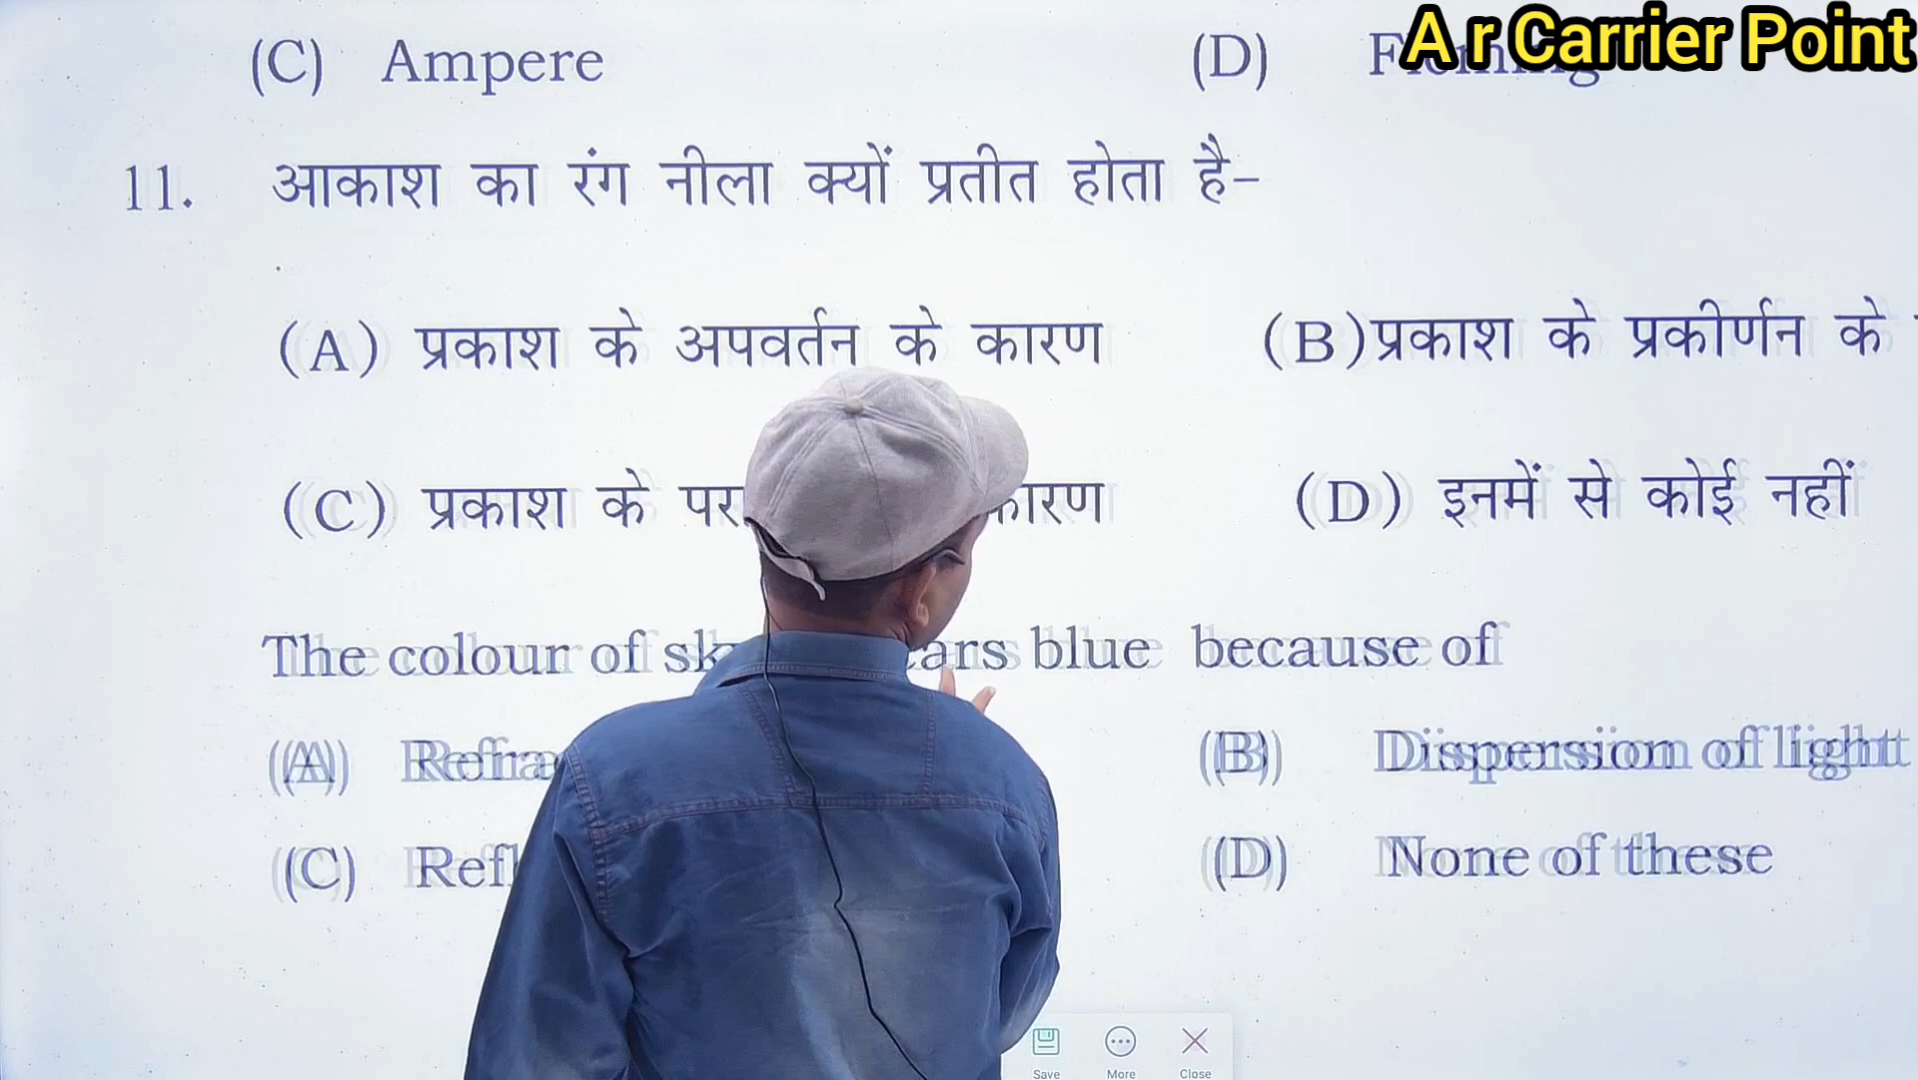 A r Carrier Point
(C) Ampere (D)
11. आकाश का रंग नीला क्यों प्रतीत होता है-
(A) प्रकाश के अपवर्तन के कारण (B)प्रकाश के प्रकीर्णन के
(C) प्रकाश के कारण (D) इनमें से कोई नहीं
The colour of blue because of
(A) (B) Dispersion of light
(C) (D) None of these
Save More Close